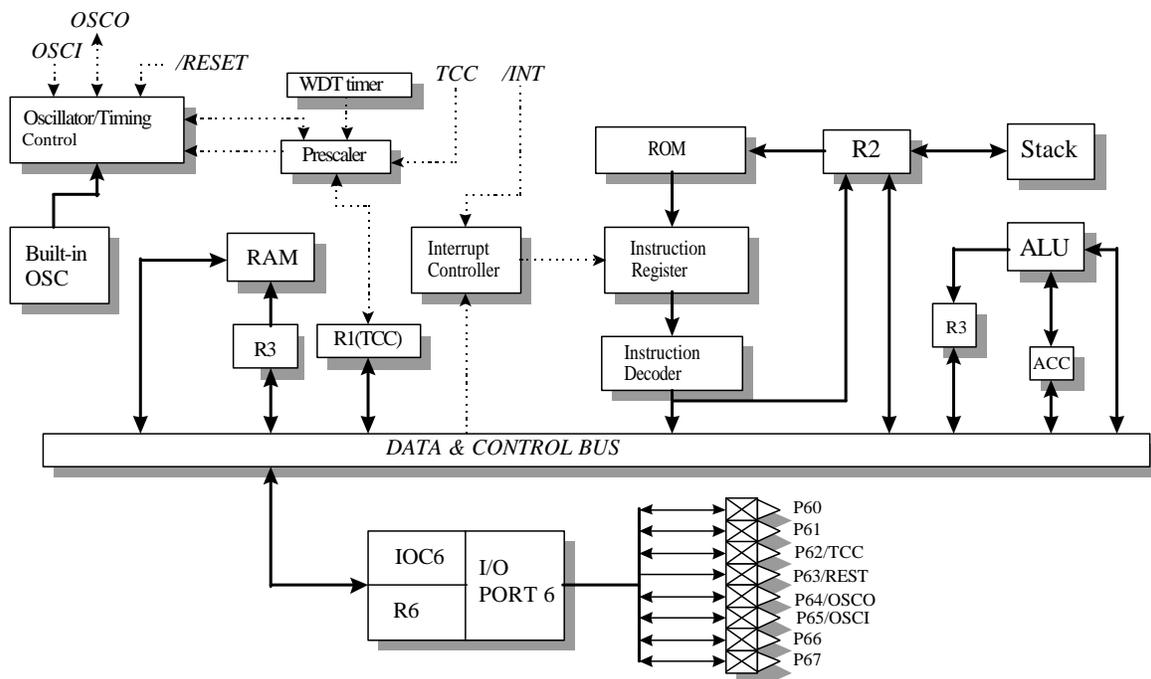 OSCO
OSCI
/RESET
WDT timer
TCC
/INT
Oscillator/Timing
Control
Prescaler
ROM
R2
Stack
Built-in
OSC
RAM
Interrupt
Controller
Instruction
Register
ALU
R3
R1(TCC)
Instruction
Decoder
R3
ACC
DATA & CONTROL BUS
IOC6
R6
I/O
PORT 6
P60
P61
P62/TCC
P63/REST
P64/OSCO
P65/OSCI
P66
P67